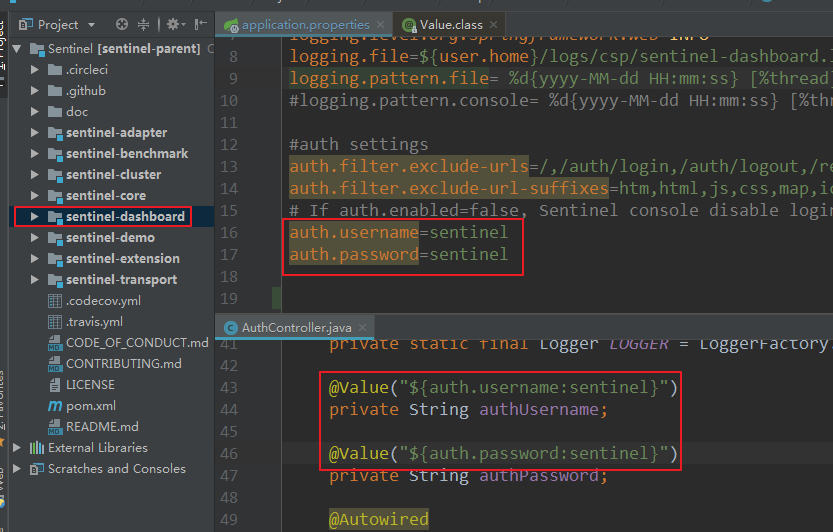 Project
Sentinel [sentinel-parent]
.circleci
.github
doc
sentinel-adapter
sentinel-benchmark
sentinel-cluster
sentinel-core
sentinel-dashboard
sentinel-demo
sentinel-extension
sentinel-transport
.codecov.yml
.travis.yml
CODE_OF_CONDUCT.md
CONTRIBUTING.md
LICENSE
pom.xml
README.md
External Libraries
Scratches and Consoles
application.properties
Value.class
8 logging.file=${user.home}/logs/csp/sentinel-dashboard.
9 logging.pattern.file= %d{yyyy-MM-dd HH:mm:ss} [%thread]
10 #logging.pattern.console= %d{yyyy-MM-dd HH:mm:ss} [%thr
11
12 #auth settings
13 auth.filter.exclude-urls=/,/auth/login,/auth/logout,/re
14 auth.filter.exclude-url-suffixes=htm,html,js,css,map,ic
15 # If auth.enabled=false, Sentinel console disable login
16 auth.username=sentinel
17 auth.password=sentinel
18
19
AuthController.java
41 private static final Logger LOGGER = LoggerFactory.
42
43 @Value("${auth.username:sentinel}")
44 private String authUsername;
45
46 @Value("${auth.password:sentinel}")
47 private String authPassword;
48
49 @Autowired